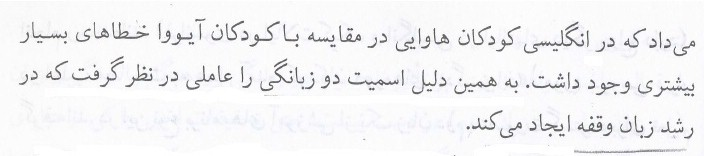 می‌داد که در انگلیسی کودکان هاوایی در مقایسه با کودکان آیووا خطاهای بسیار
بیشتری وجود داشت. به همین دلیل اسمیت دو زبانگی را عاملی در نظر گرفت که در
رشد زبان وقفه ایجاد می‌کند.